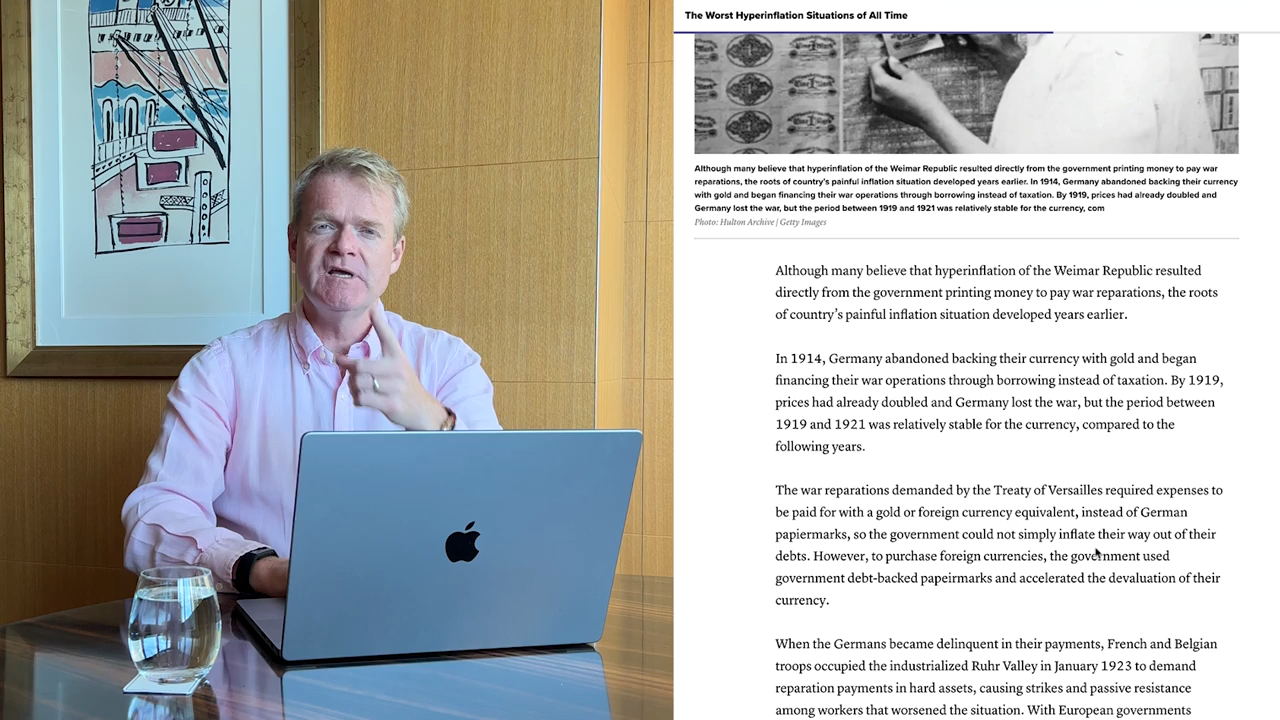 The Worst Hyperinflation Situations of All Time
Although many believe that hyperinflation of the Weimar Republic resulted directly from the government printing money to pay war
reparations, the roots of country's painful inflation situation developed years earlier. In 1914, Germany abandoned backing their currency
with gold and began financing their war operations through borrowing instead of taxation. By 1919, prices had already doubled and
Germany lost the war, but the period between 1919 and 1921 was relatively stable for the currency, com
Photo: Hulton Archive | Getty Images
Although many believe that hyperinflation of the Weimar Republic resulted
directly from the government printing money to pay war reparations, the roots
of country’s painful inflation situation developed years earlier.
In 1914, Germany abandoned backing their currency with gold and began
financing their war operations through borrowing instead of taxation. By 1919,
prices had already doubled and Germany lost the war, but the period between
1919 and 1921 was relatively stable for the currency, compared to the
following years.
The war reparations demanded by the Treaty of Versailles required expenses to
be paid for with a gold or foreign currency equivalent, instead of German
papiermarks, so the government could not simply inflate their way out of their
debts. However, to purchase foreign currencies, the government used
government debt-backed papeirmarks and accelerated the devaluation of their
currency.
When the Germans became delinquent in their payments, French and Belgian
troops occupied the industrialized Ruhr Valley in January 1923 to demand
reparation payments in hard assets, causing strikes and passive resistance
among workers that worsened the situation. With European governments